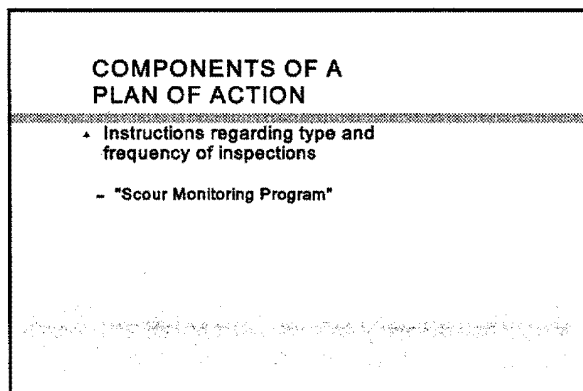 COMPONENTS OF A
PLAN OF ACTION
▲ Instructions regarding type and
frequency of inspections
– "Scour Monitoring Program"